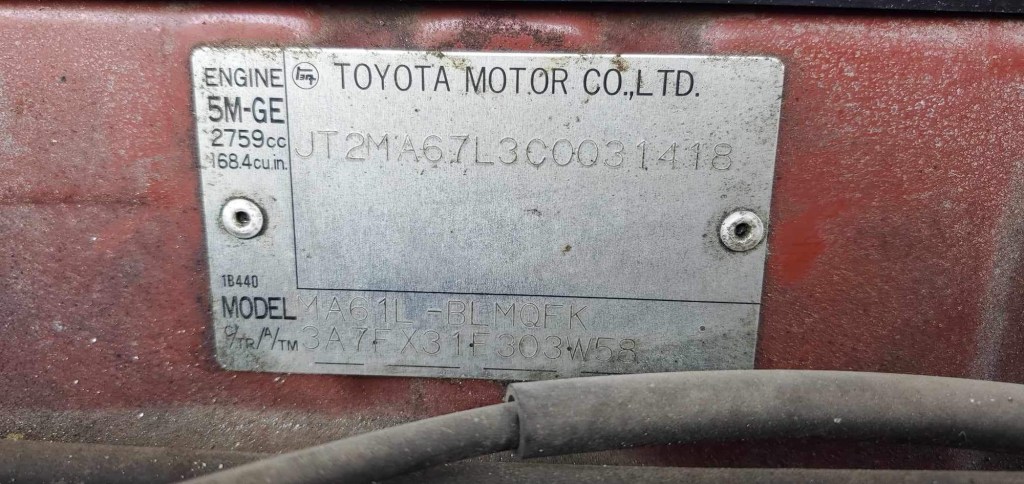 ENGINE
5M-GE
2759cc
168.4cu.in.
TEQ TOYOTA MOTOR CO.,LTD.
JT2MA67L3C0031418
1B440
MODEL MA61L-BLMQFK
C/TR/A/TM 3A7FX31F303W58